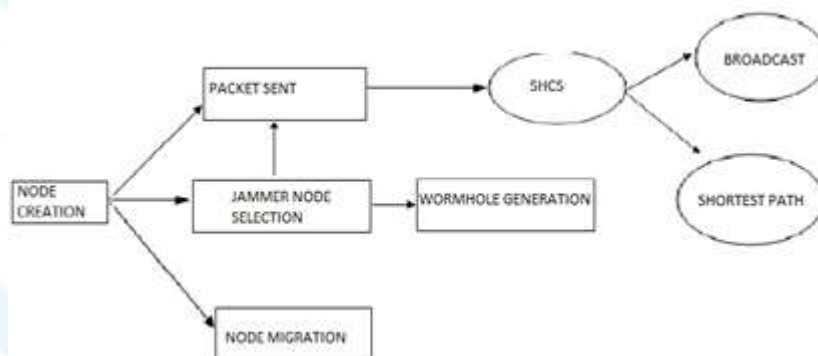 PACKET SENT
SHCS
BROADCAST
NODE
CREATION
JAMMER NODE
SELECTION
WORMHOLE GENERATION
SHORTEST PATH
NODE MIGRATION